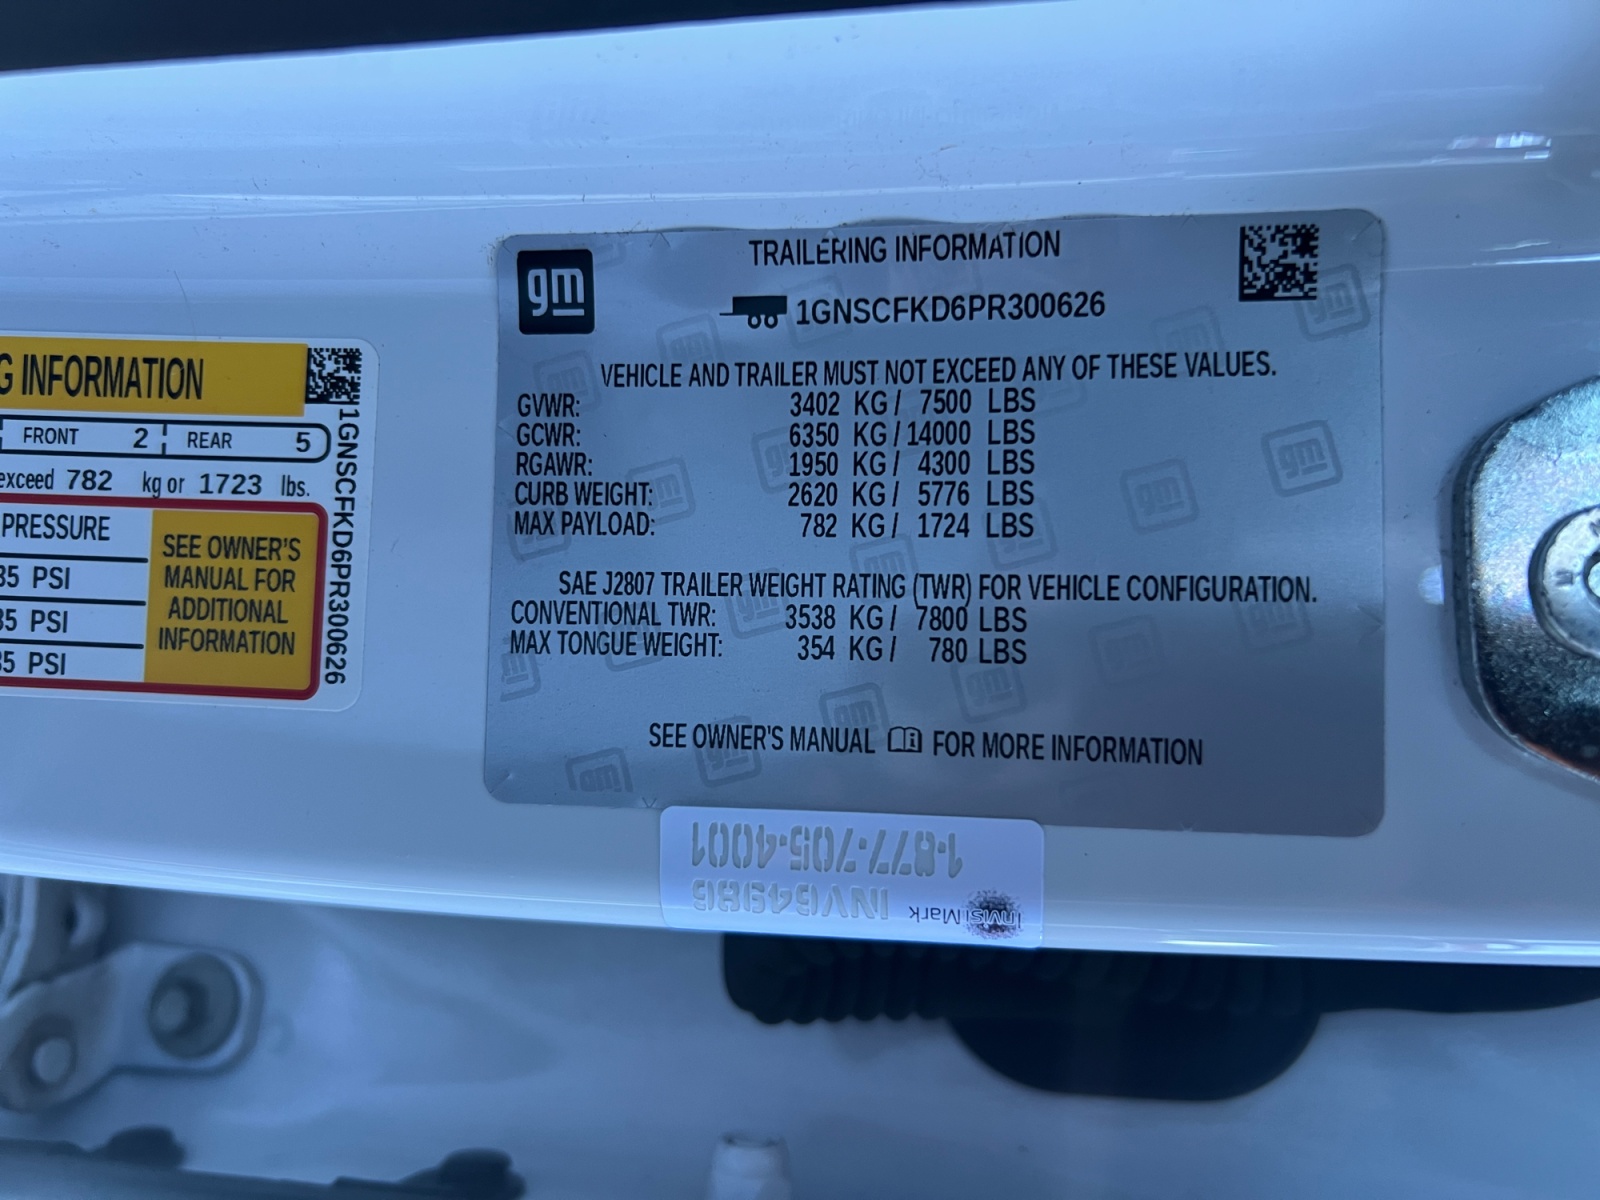 G INFORMATION
FRONT 2 REAR 5
exceed 782 kg or 1723 lbs.
PRESSURE
35 PSI
35 PSI
35 PSI
SEE OWNER'S
MANUAL FOR
ADDITIONAL
INFORMATION
1GNSCFKD6PR300626
gm
TRAILERING INFORMATION
1GNSCFKD6PR300626
VEHICLE AND TRAILER MUST NOT EXCEED ANY OF THESE VALUES.
GVWR: 3402 KG / 7500 LBS
GCWR: 6350 KG / 14000 LBS
RGAWR: 1950 KG / 4300 LBS
CURB WEIGHT: 2620 KG / 5776 LBS
MAX PAYLOAD: 782 KG / 1724 LBS
SAE J2807 TRAILER WEIGHT RATING (TWR) FOR VEHICLE CONFIGURATION.
CONVENTIONAL TWR: 3538 KG / 7800 LBS
MAX TONGUE WEIGHT: 354 KG / 780 LBS
SEE OWNER'S MANUAL FOR MORE INFORMATION
InvisiMark INV64986
1-877-705-4001